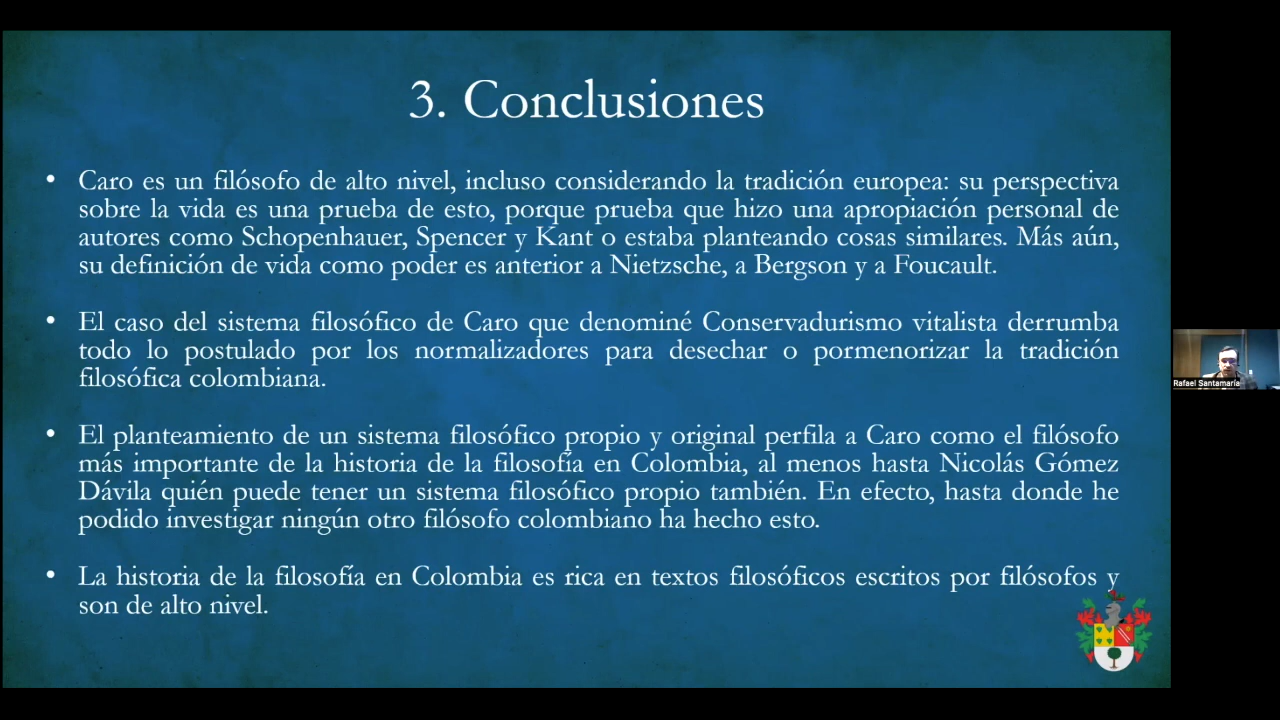 3. Conclusiones
• Caro es un filósofo de alto nivel, incluso considerando la tradición europea: su perspectiva
sobre la vida es una prueba de esto, porque prueba que hizo una apropiación personal de
autores como Schopenhauer, Spencer y Kant o estaba planteando cosas similares. Más aún,
su definición de vida como poder es anterior a Nietzsche, a Bergson y a Foucault.
• El caso del sistema filosófico de Caro que denominé Conservadurismo vitalista derrumba
todo lo postulado por los normalizadores para desechar o pormenorizar la tradición
filosófica colombiana.
• El planteamiento de un sistema filosófico propio y original perfila a Caro como el filósofo
más importante de la historia de la filosofía en Colombia, al menos hasta Nicolás Gómez
Dávila quién puede tener un sistema filosófico propio también. En efecto, hasta donde he
podido investigar ningún otro filósofo colombiano ha hecho esto.
• La historia de la filosofía en Colombia es rica en textos filosóficos escritos por filósofos y
son de alto nivel.
Rafael Santamaría